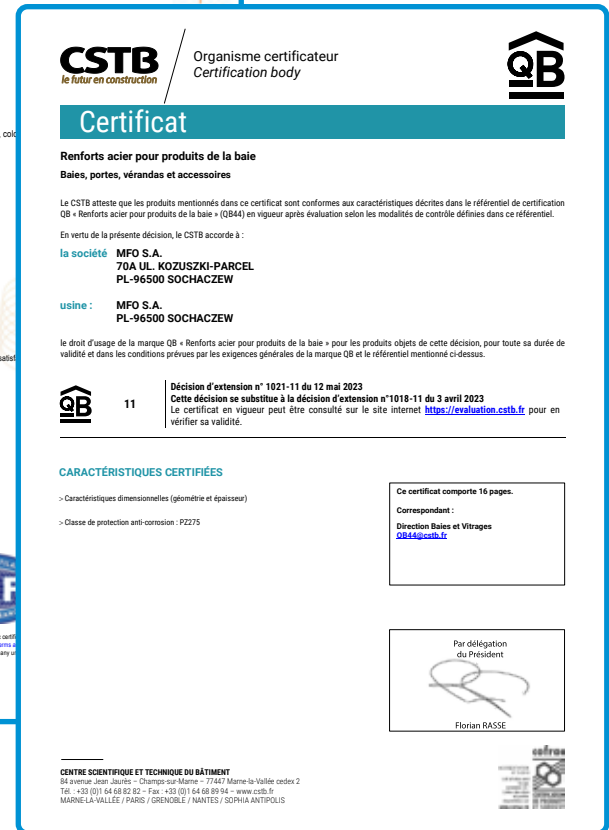 CSTB
le futur en construction
Organisme certificateur
Certification body
QB
Certificat
Renforts acier pour produits de la baie
Baies, portes, vérandas et accessoires
Le CSTB atteste que les produits mentionnés dans ce certificat sont conformes aux caractéristiques décrites dans le référentiel de certification
QB « Renforts acier pour produits de la baie » (QB44) en vigueur après évaluation selon les modalités de contrôle définies dans ce référentiel.
En vertu de la présente décision, le CSTB accorde à :
la société MFO S.A.
70A UL. KOZUSZKI-PARCEL
PL-96500 SOCHACZEW
usine : MFO S.A.
PL-96500 SOCHACZEW
le droit d'usage de la marque QB « Renforts acier pour produits de la baie » pour les produits objets de cette décision, pour toute sa durée de
validité et dans les conditions prévues par les exigences générales de la marque QB et le référentiel mentionné ci-dessus.
QB
11
Décision d'extension n° 1021-11 du 12 mai 2023
Cette décision se substitue à la décision d'extension n°1018-11 du 3 avril 2023
Le certificat en vigueur peut être consulté sur le site internet https://evaluation.cstb.fr pour en
vérifier sa validité.
CARACTÉRISTIQUES CERTIFIÉES
> Caractéristiques dimensionnelles (géométrie et épaisseur)
> Classe de protection anti-corrosion : PZ275
Ce certificat comporte 16 pages.
Correspondant :
Direction Baies et Vitrages
QB44@cstb.fr
Par délégation
du Président
Florian RASSE
CENTRE SCIENTIFIQUE ET TECHNIQUE DU BÂTIMENT
84 avenue Jean Jaurès – Champs-sur-Marne – 77447 Marne-la-Vallée cedex 2
Tél. : +33 (0)1 64 68 82 82 – Fax : +33 (0)1 64 68 89 94 – www.cstb.fr
MARNE-LA-VALLÉE / PARIS / GRENOBLE / NANTES / SOPHIA ANTIPOLIS
cofrac